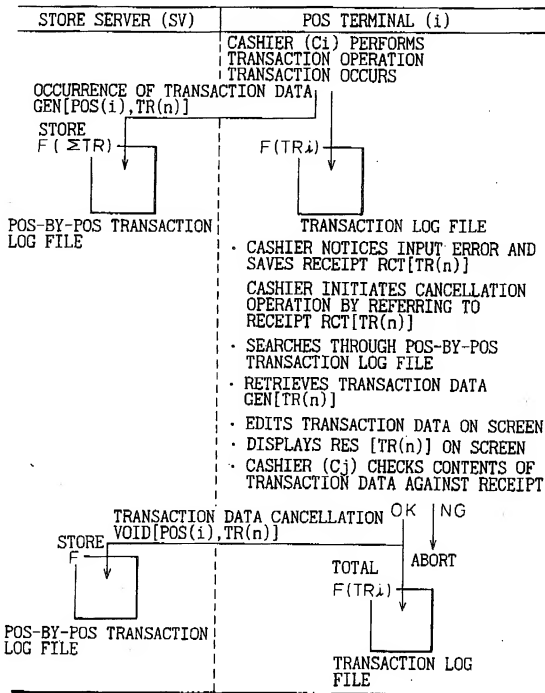 STORE SERVER (SV)
POS TERMINAL (i)
CASHIER (Ci) PERFORMS
TRANSACTION OPERATION
TRANSACTION OCCURS
OCCURRENCE OF TRANSACTION DATA
GEN[POS(i),TR(n)]
STORE
F(ΣTR)
F(TRi)
POS-BY-POS TRANSACTION
LOG FILE
TRANSACTION LOG FILE
· CASHIER NOTICES INPUT ERROR AND
SAVES RECEIPT RCT[TR(n)]
CASHIER INITIATES CANCELLATION
OPERATION BY REFERRING TO
RECEIPT RCT[TR(n)]
· SEARCHES THROUGH POS-BY-POS
TRANSACTION LOG FILE
· RETRIEVES TRANSACTION DATA
GEN[TR(n)]
· EDITS TRANSACTION DATA ON SCREEN
· DISPLAYS RES [TR(n)] ON SCREEN
· CASHIER (Cj) CHECKS CONTENTS OF
TRANSACTION DATA AGAINST RECEIPT
OK NG
TRANSACTION DATA CANCELLATION
VOID[POS(i),TR(n)]
STORE
F
ABORT
TOTAL
F(TRi)
POS-BY-POS TRANSACTION
LOG FILE
TRANSACTION LOG
FILE